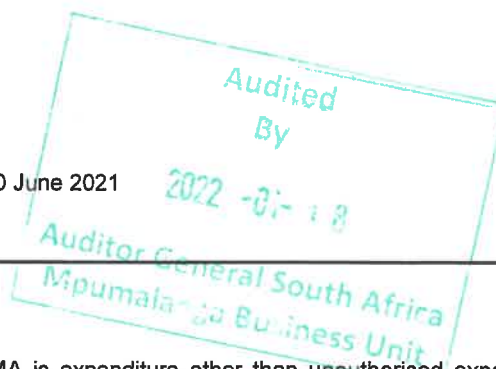 Audited
By
0 June 2021
2022
Auditor General South Africa
Mpumalanga Business Unit
MA is expenditure other than unauthorised expe